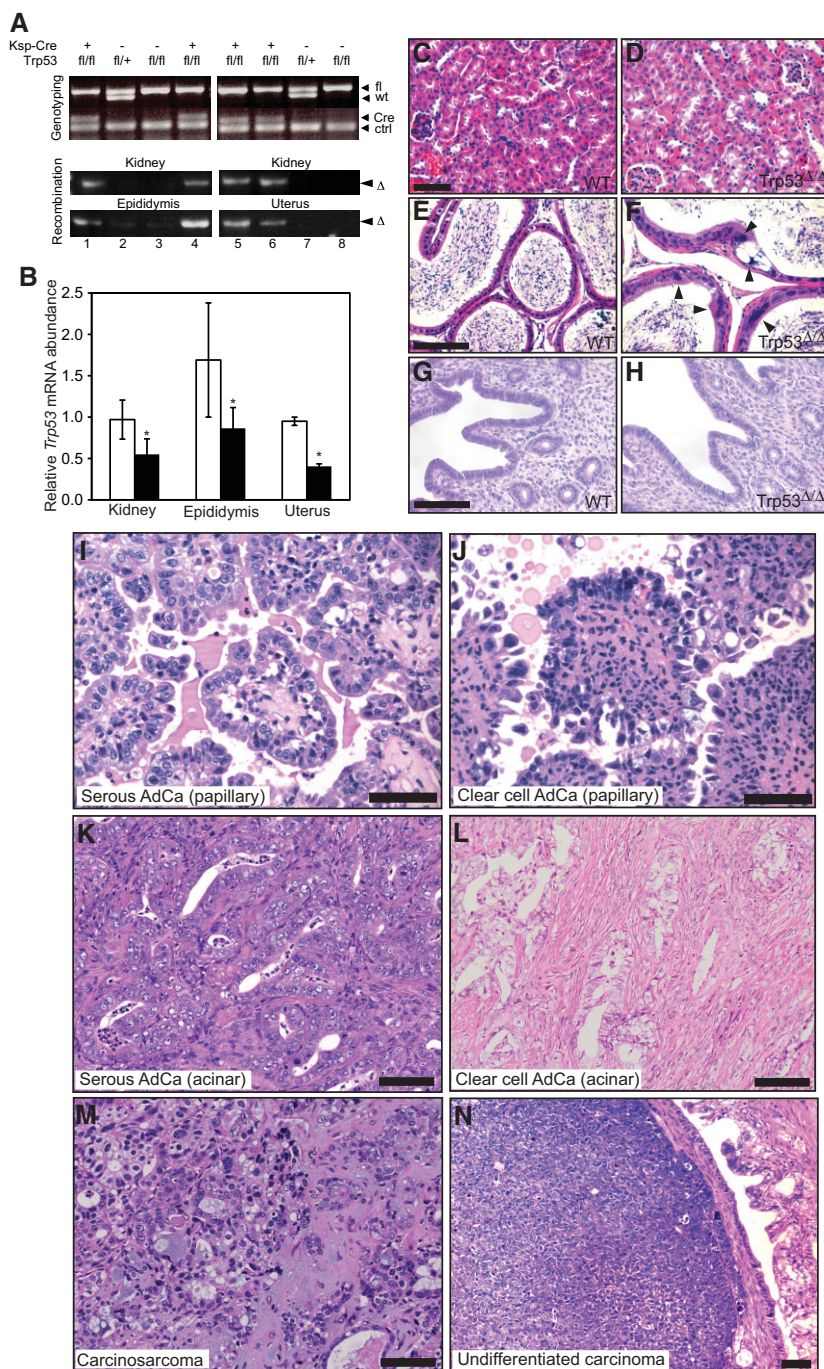 A
Ksp-Cre + - - + + + - -
Trp53 fl/fl fl/+ fl/fl fl/fl fl/fl fl/fl fl/+ fl/fl
Genotyping
fl
wt
Cre
ctrl
Recombination
Kidney Kidney
Δ
Epididymis Uterus
Δ
1 2 3 4 5 6 7 8
B
Relative Trp53 mRNA abundance
2.5
2.0
1.5
1.0
0.5
0.0
* * *
Kidney Epididymis Uterus
C
WT
D
Trp53Δ/Δ
E
WT
F
Trp53Δ/Δ
G
WT
H
Trp53Δ/Δ
I
Serous AdCa (papillary)
J
Clear cell AdCa (papillary)
K
Serous AdCa (acinar)
L
Clear cell AdCa (acinar)
M
Carcinosarcoma
N
Undifferentiated carcinoma